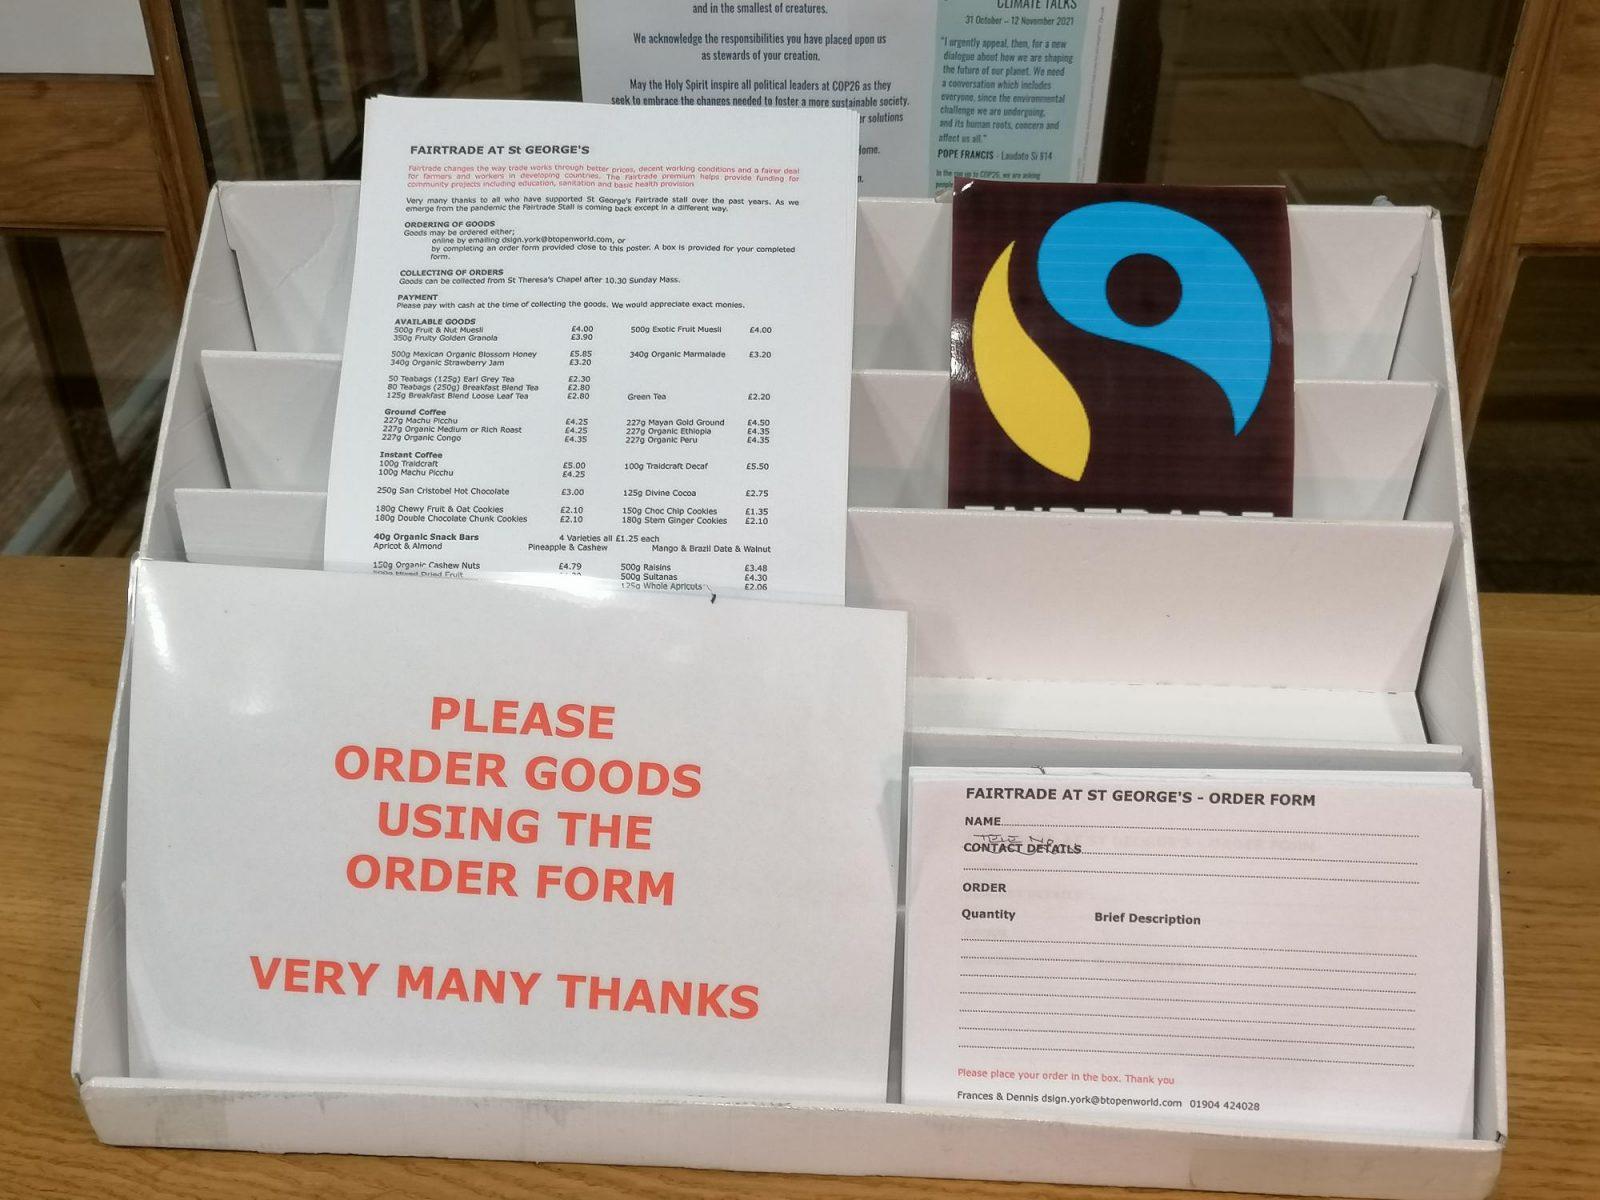 and in the smallest of creatures.
We acknowledge the responsibilities you have placed upon us
as stewards of your creation.
May the Holy Spirit inspire all political leaders at COP26 as they
seek to embrace the changes needed to foster a more sustainable society.
solutions
CLIMATE TALKS
31 October – 12 November 2021
"I urgently appeal, then, for a new
dialogue about how we are shaping
the future of our planet. We need
a conversation which includes
everyone, since the environmental
challenge we are undergoing,
and its human roots, concern and
affect us all."
POPE FRANCIS - Laudato Si §14
In the run up to COP26, we are asking
FAIRTRADE AT St GEORGE'S
Fairtrade changes the way trade works through better prices, decent working conditions and a fairer deal
for farmers and workers in developing countries. The Fairtrade premium helps provide funding for
community projects including education, sanitation and basic health provision
Very many thanks to all who have supported St George's Fairtrade stall over the past years. As we
emerge from the pandemic the Fairtrade Stall is coming back except in a different way.
ORDERING OF GOODS
Goods may be ordered either;
online by emailing dsign.york@btopenworld.com, or
by completing an order form provided close to this poster. A box is provided for your completed
form.
COLLECTING OF ORDERS
Goods can be collected from St Theresa's Chapel after 10.30 Sunday Mass.
PAYMENT
Please pay with cash at the time of collecting the goods. We would appreciate exact monies.
AVAILABLE GOODS
500g Fruit & Nut Muesli £4.00 500g Exotic Fruit Muesli £4.00
350g Fruity Golden Granola £3.90
500g Mexican Organic Blossom Honey £5.85 340g Organic Marmalade £3.20
340g Organic Strawberry Jam £3.20
50 Teabags (125g) Earl Grey Tea £2.30
80 Teabags (250g) Breakfast Blend Tea £2.80
125g Breakfast Blend Loose Leaf Tea £2.80 Green Tea £2.20
Ground Coffee
227g Machu Picchu £4.25 227g Mayan Gold Ground £4.50
227g Organic Medium or Rich Roast £4.25 227g Organic Ethiopia £4.35
227g Organic Congo £4.35 227g Organic Peru £4.35
Instant Coffee
100g Traidcraft £5.00 100g Traidcraft Decaf £5.50
100g Machu Picchu £4.25
250g San Cristobel Hot Chocolate £3.00 125g Divine Cocoa £2.75
180g Chewy Fruit & Oat Cookies £2.10 150g Choc Chip Cookies £1.35
180g Double Chocolate Chunk Cookies £2.10 180g Stem Ginger Cookies £2.10
40g Organic Snack Bars 4 Varieties all £1.25 each
Apricot & Almond Pineapple & Cashew Mango & Brazil Date & Walnut
150g Organic Cashew Nuts £4.79 500g Raisins £3.48
500g Mixed Dried Fruit 500g Sultanas £4.30
125g Whole Apricots £2.06
FAIRTRADE
PLEASE
ORDER GOODS
USING THE
ORDER FORM
VERY MANY THANKS
FAIRTRADE AT ST GEORGE'S - ORDER FORM
NAME
TELE No
CONTACT DETAILS
ORDER
Quantity Brief Description
Please place your order in the box. Thank you
Frances & Dennis dsign.york@btopenworld.com 01904 424028